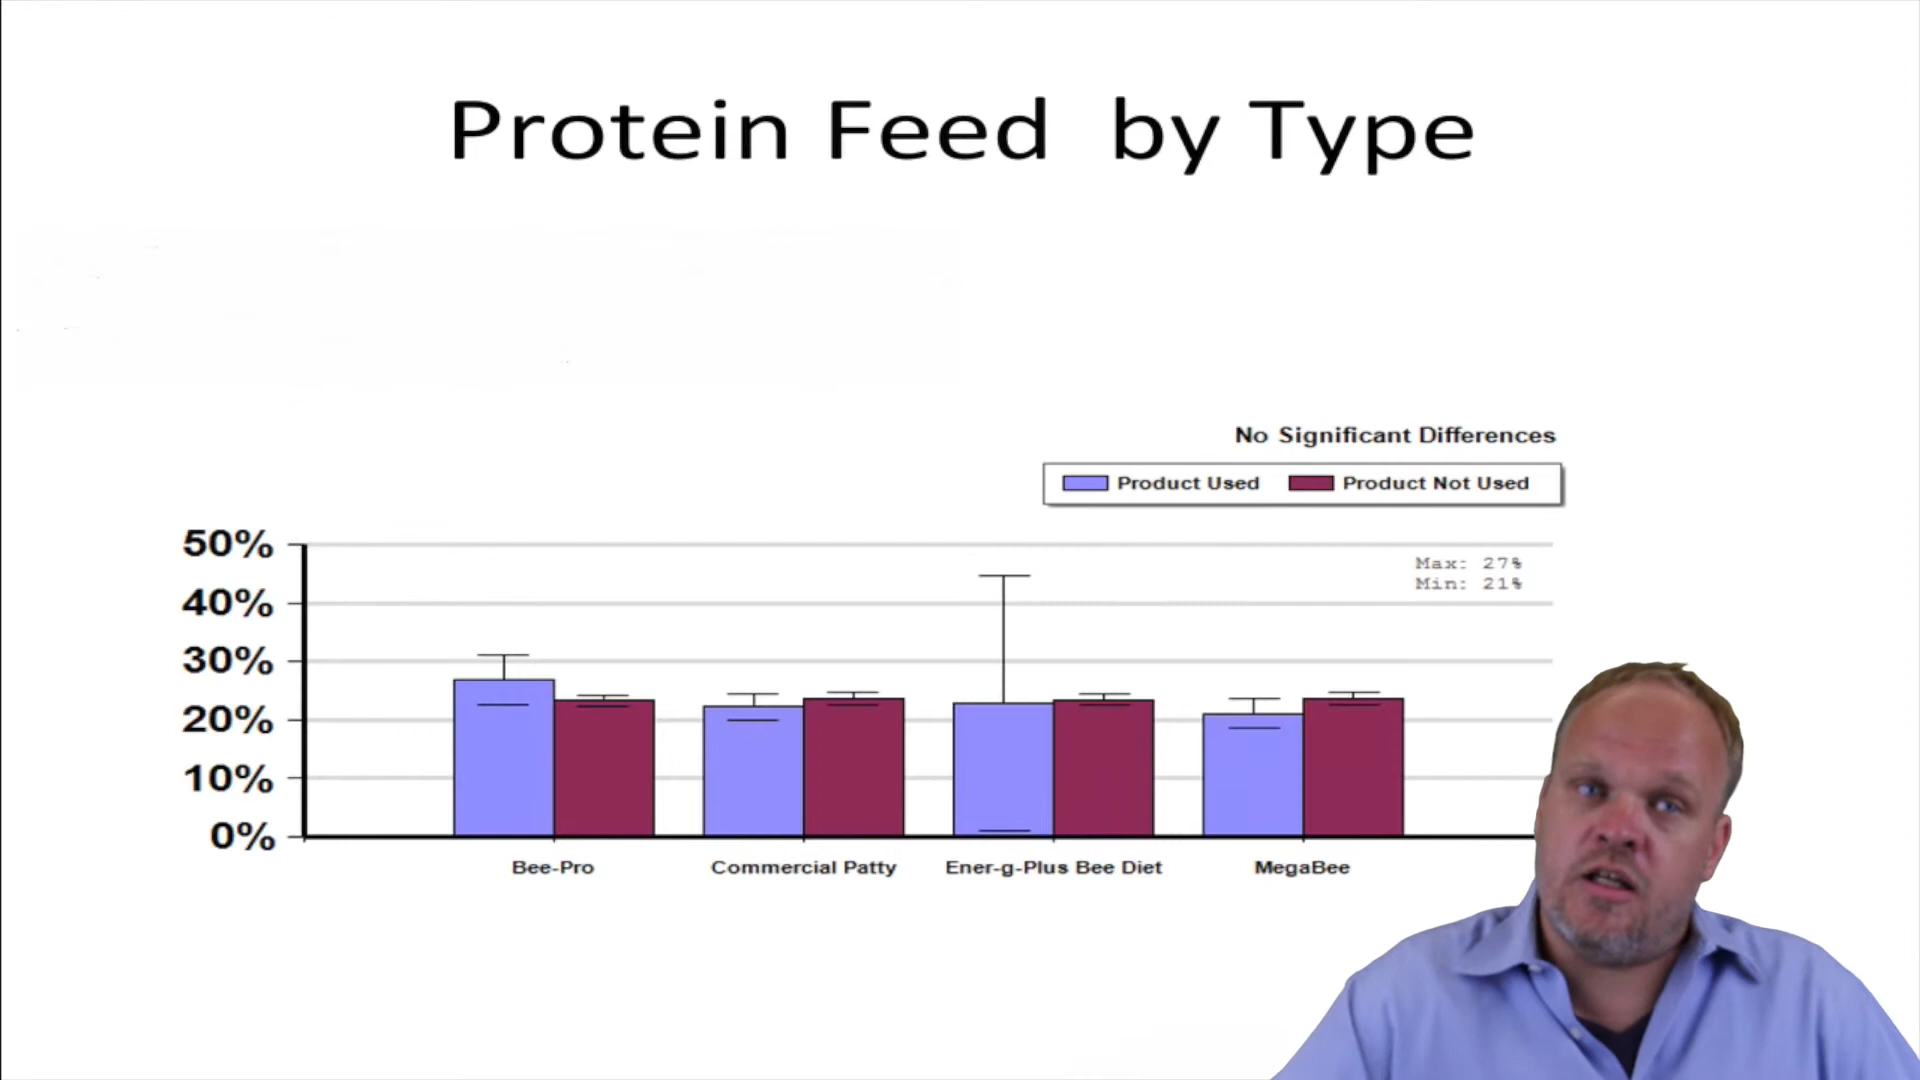 Protein Feed by Type
No Significant Differences
Product Used Product Not Used
Max: 27%
Min: 21%
50%
40%
30%
20%
10%
0%
Bee-Pro Commercial Patty Ener-g-Plus Bee Diet MegaBee